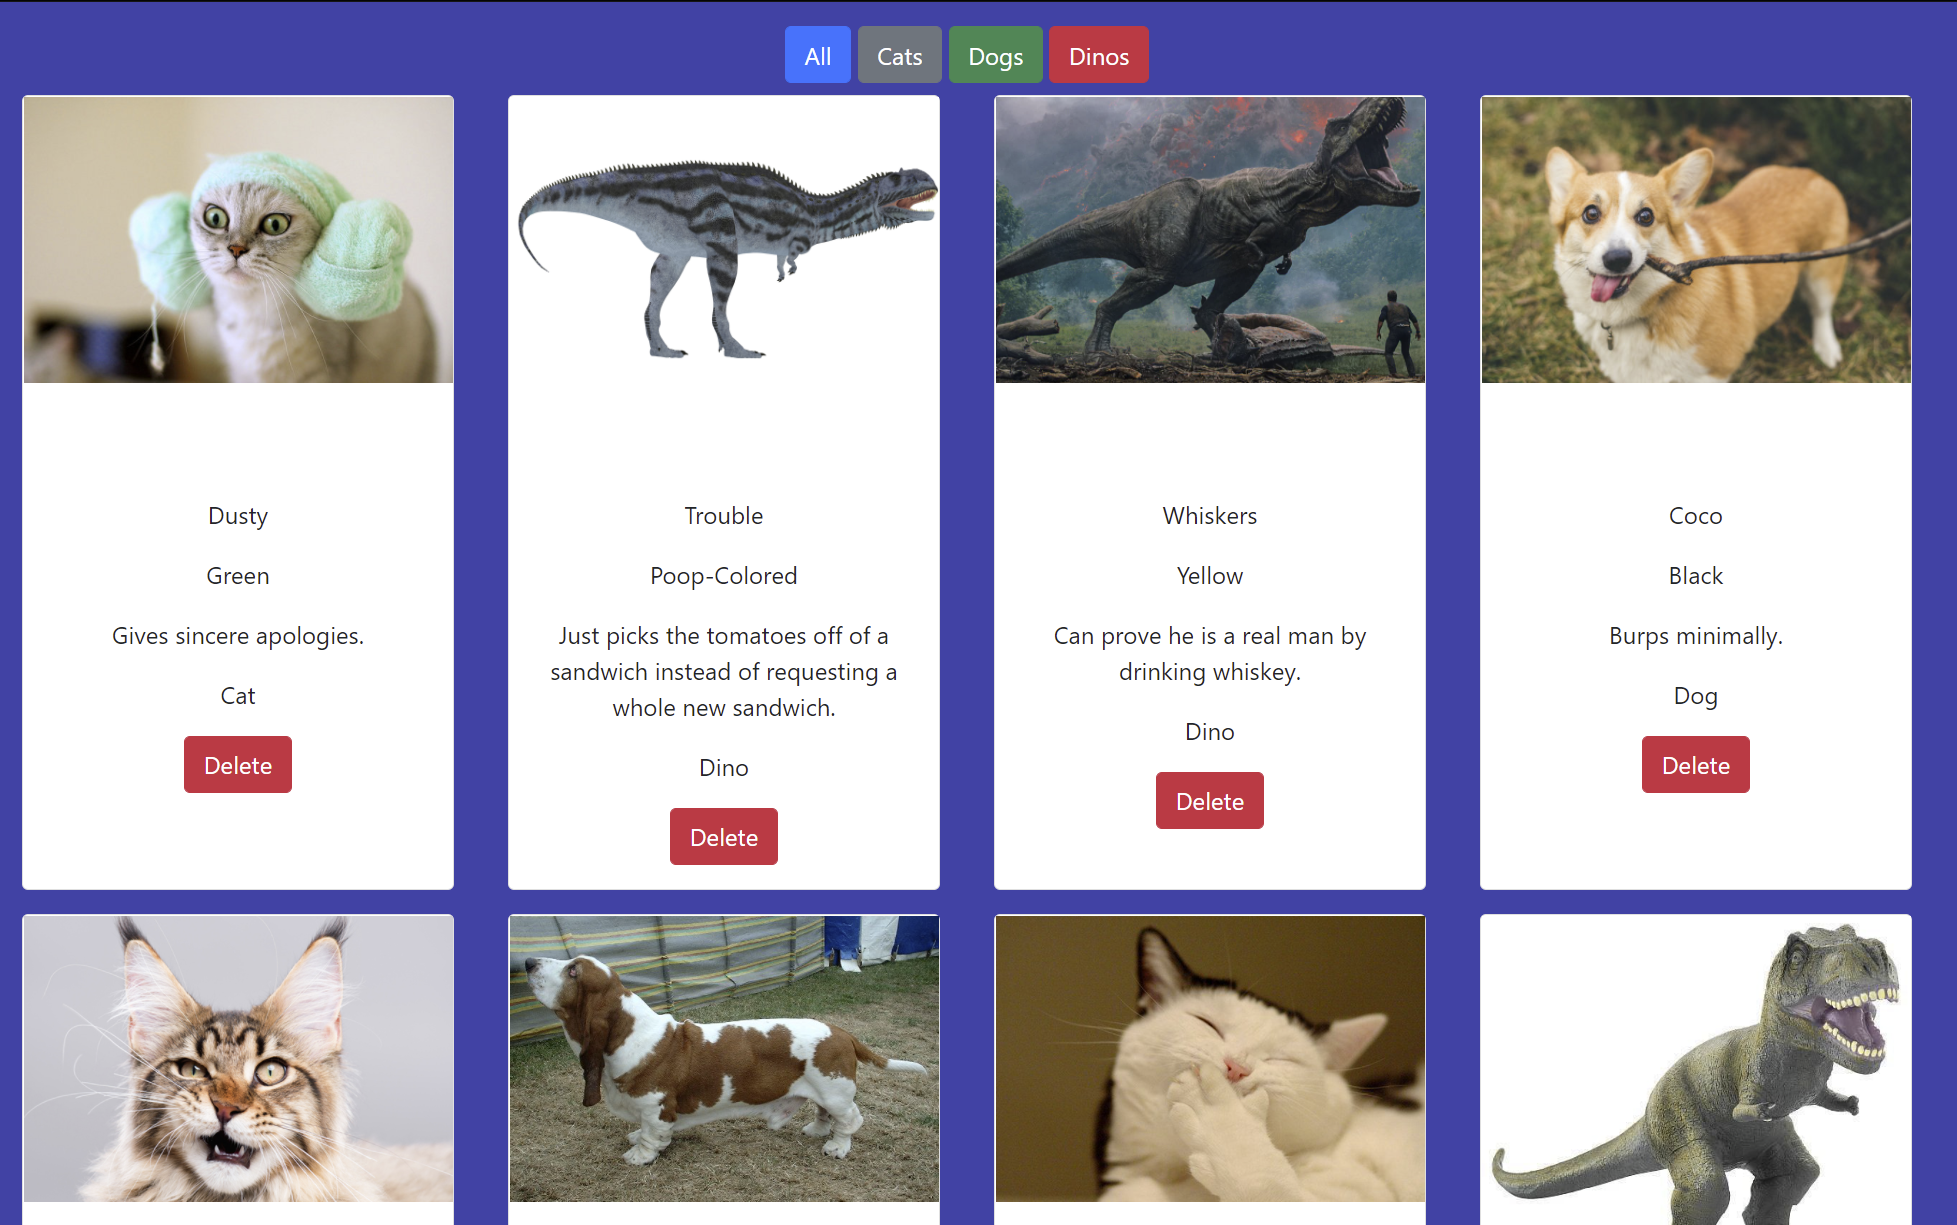 All
Cats
Dogs
Dinos
Dusty
Green
Gives sincere apologies.
Cat
Delete
Trouble
Poop-Colored
Just picks the tomatoes off of a
sandwich instead of requesting a
whole new sandwich.
Dino
Delete
Whiskers
Yellow
Can prove he is a real man by
drinking whiskey.
Dino
Delete
Coco
Black
Burps minimally.
Dog
Delete